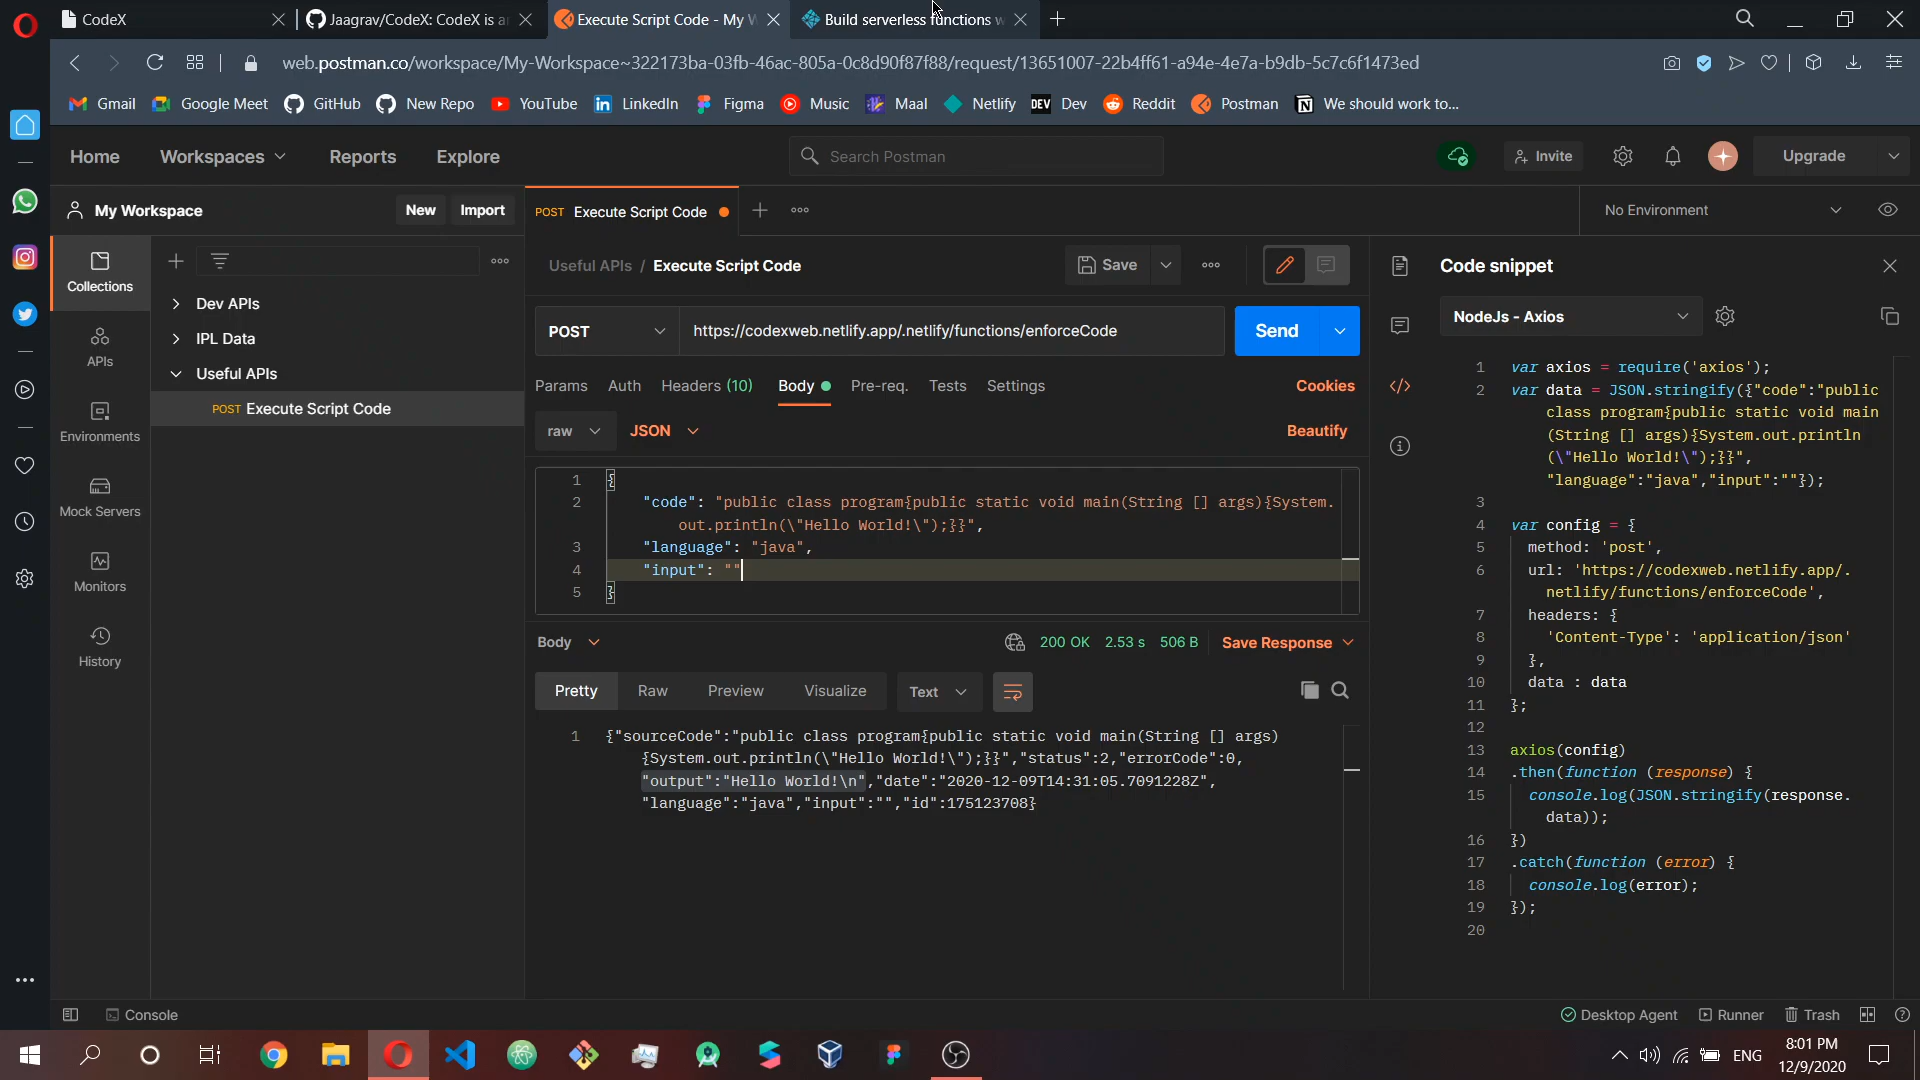 CodeX
Jaagrav/CodeX: CodeX is a
Execute Script Code - My W
Build serverless functions w
web.postman.co/workspace/My-Workspace~322173ba-03fb-46ac-805a-0c8d90f87f88/request/13651007-22b4ff61-a94e-4e7a-b9db-5c7c6f1473ed
Gmail
Google Meet
GitHub
New Repo
YouTube
LinkedIn
Figma
Music
Maal
Netlify
DEV Dev
Reddit
Postman
We should work to...
Home
Workspaces
Reports
Explore
Search Postman
Invite
Upgrade
My Workspace
New
Import
POST Execute Script Code
No Environment
Collections
APIs
Environments
Mock Servers
Monitors
History
Dev APIs
IPL Data
Useful APIs
POST Execute Script Code
Useful APIs / Execute Script Code
Save
POST
https://codexweb.netlify.app/.netlify/functions/enforceCode
Send
Params
Auth
Headers (10)
Body
Pre-req.
Tests
Settings
Cookies
raw
JSON
Beautify
1 {
2 "code": "public class program{public static void main(String [] args){System.
out.println(\"Hello World!\");}}",
3 "language": "java",
4 "input": ""
5 }
Body
200 OK
2.53 s
506 B
Save Response
Pretty
Raw
Preview
Visualize
Text
1 {"sourceCode":"public class program{public static void main(String [] args)
{System.out.println(\"Hello World!\");}}","status":2,"errorCode":0,
"output":"Hello World!\n","date":"2020-12-09T14:31:05.7091228Z",
"language":"java","input":"","id":175123708}
Code snippet
NodeJs - Axios
1 var axios = require('axios');
2 var data = JSON.stringify({"code":"public
class program{public static void main
(String [] args){System.out.println
(\"Hello World!\");}}",
"language":"java","input":""});
3
4 var config = {
5 method: 'post',
6 url: 'https://codexweb.netlify.app/.
netlify/functions/enforceCode',
7 headers: {
8 'Content-Type': 'application/json'
9 },
10 data : data
11 };
12
13 axios(config)
14 .then(function (response) {
15 console.log(JSON.stringify(response.
data));
16 })
17 .catch(function (error) {
18 console.log(error);
19 });
20
Console
Desktop Agent
Runner
Trash
ENG
8:01 PM
12/9/2020